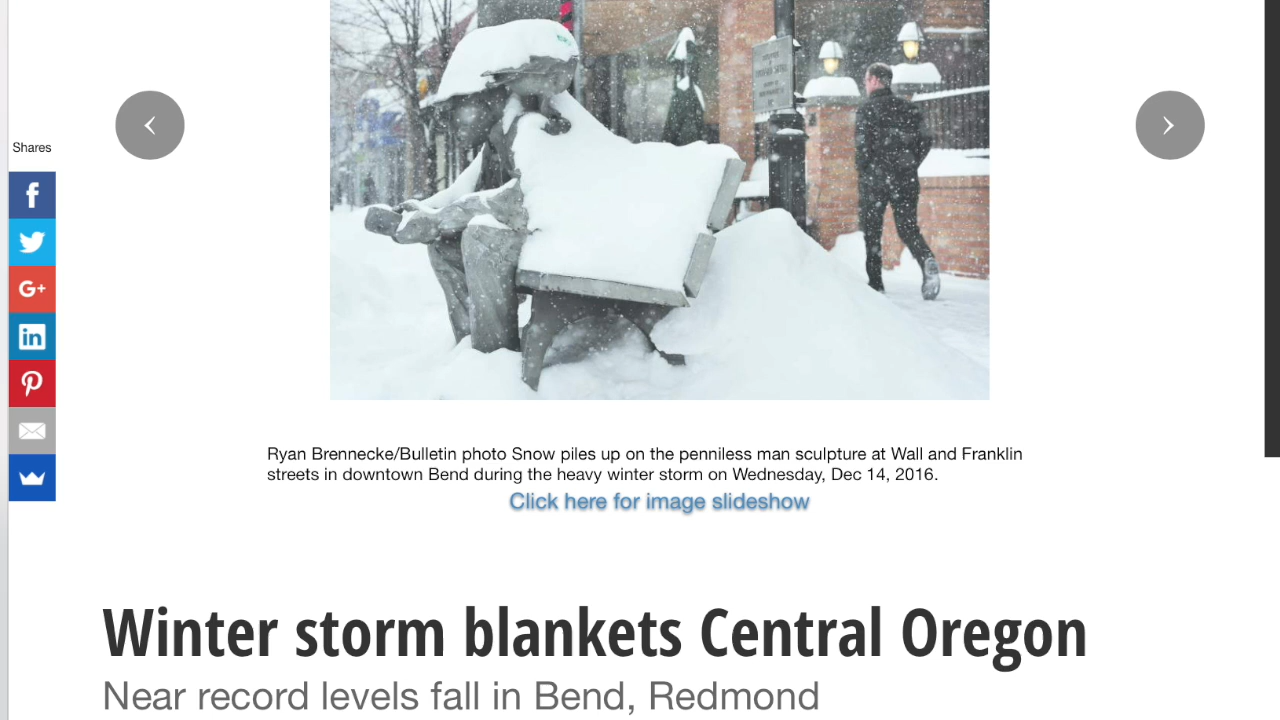 Shares
f
G+
in
Ryan Brennecke/Bulletin photo Snow piles up on the penniless man sculpture at Wall and Franklin
streets in downtown Bend during the heavy winter storm on Wednesday, Dec 14, 2016.
Click here for image slideshow
Winter storm blankets Central Oregon
Near record levels fall in Bend, Redmond